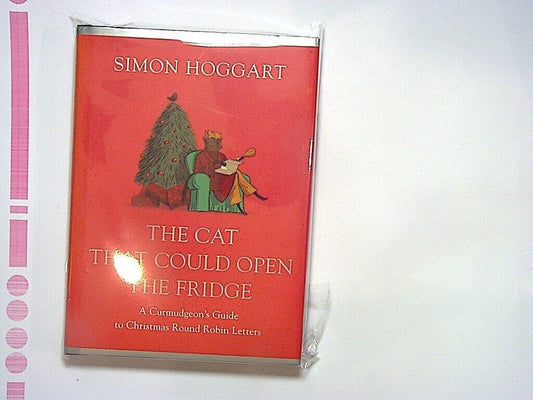 SIMON HOGGART
THE CAT
THAT COULD OPEN
THE FRIDGE
A Curmudgeon's Guide
to Christmas Round Robin Letters